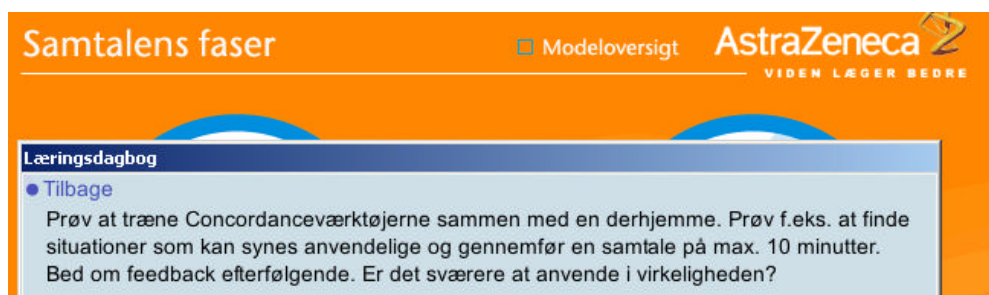 Samtalens faser
Modeloversigt
AstraZeneca
VIDEN LÆGER BEDRE
Læringsdagbog
Tilbage
Prøv at træne Concordanceværktøjerne sammen med en derhjemme. Prøv f.eks. at finde
situationer som kan synes anvendelige og gennemfør en samtale på max. 10 minutter.
Bed om feedback efterfølgende. Er det sværere at anvende i virkeligheden?